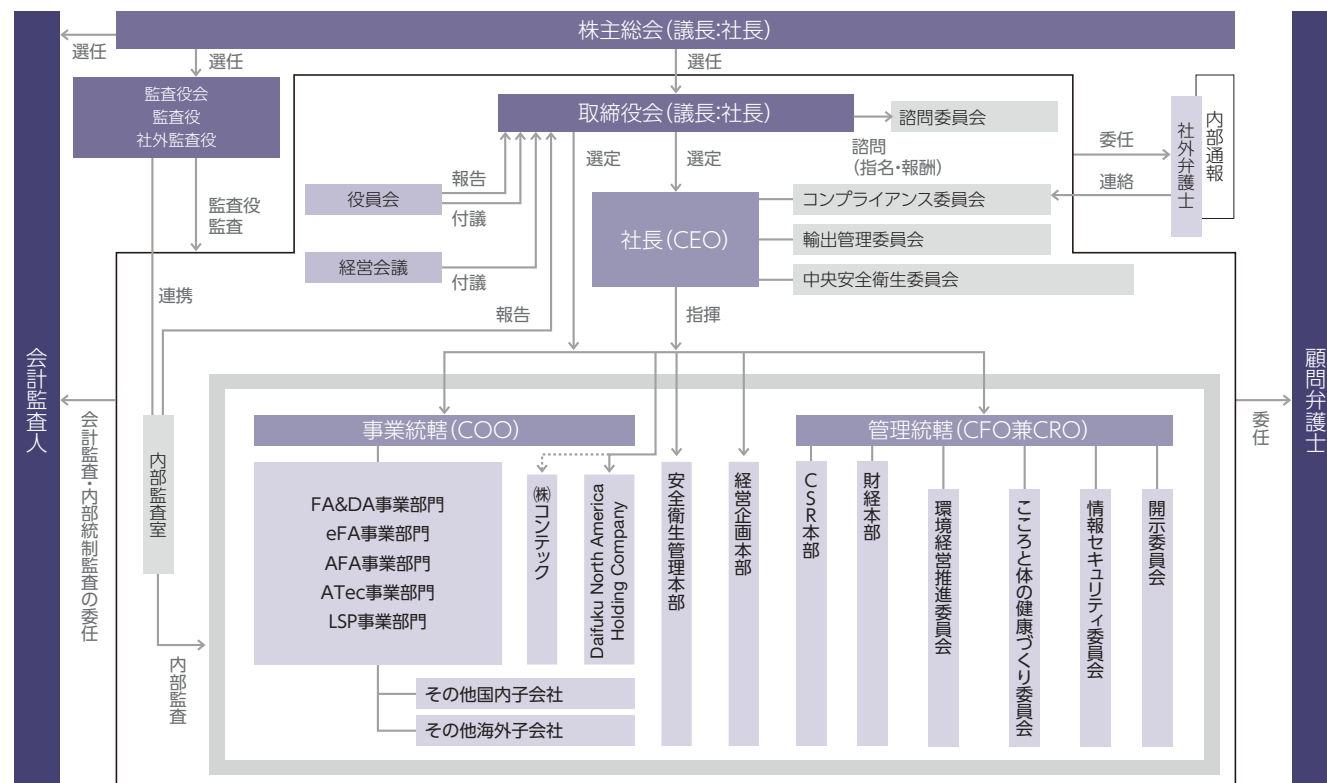 株主総会（議長：社長）
選任
選任
選任
監査役会
監査役
社外監査役
取締役会（議長：社長）
諮問委員会
諮問
（指名・報酬）
選定
選定
報告
役員会
付議
経営会議
付議
監査役
監査
連携
報告
社長（CEO）
コンプライアンス委員会
輸出管理委員会
中央安全衛生委員会
委任
連絡
社外弁護士
内部通報
指揮
会計監査人
会計監査・内部統制監査の委任
内部監査室
内部監査
顧問弁護士
委任
事業統轄（COO）
FA&DA事業部門
eFA事業部門
AFA事業部門
ATec事業部門
LSP事業部門
その他国内子会社
その他海外子会社
㈱コンテック
Daifuku North America
Holding Company
安全衛生管理本部
経営企画本部
管理統轄（CFO兼CRO）
CSR本部
財経本部
環境経営推進委員会
こころと体の健康づくり委員会
情報セキュリティ委員会
開示委員会